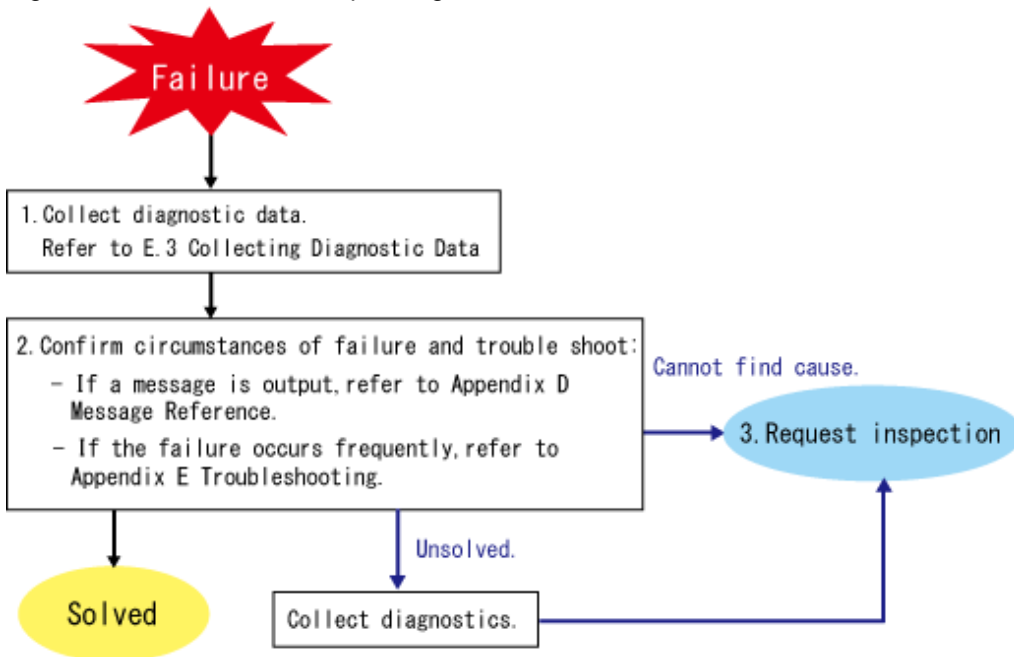 Failure
1. Collect diagnostic data.
Refer to E.3 Collecting Diagnostic Data
2. Confirm circumstances of failure and trouble shoot:
- If a message is output, refer to Appendix D
Message Reference.
- If the failure occurs frequently, refer to
Appendix E Troubleshooting.
Cannot find cause.
3. Request inspection
Unsolved.
Solved
Collect diagnostics.